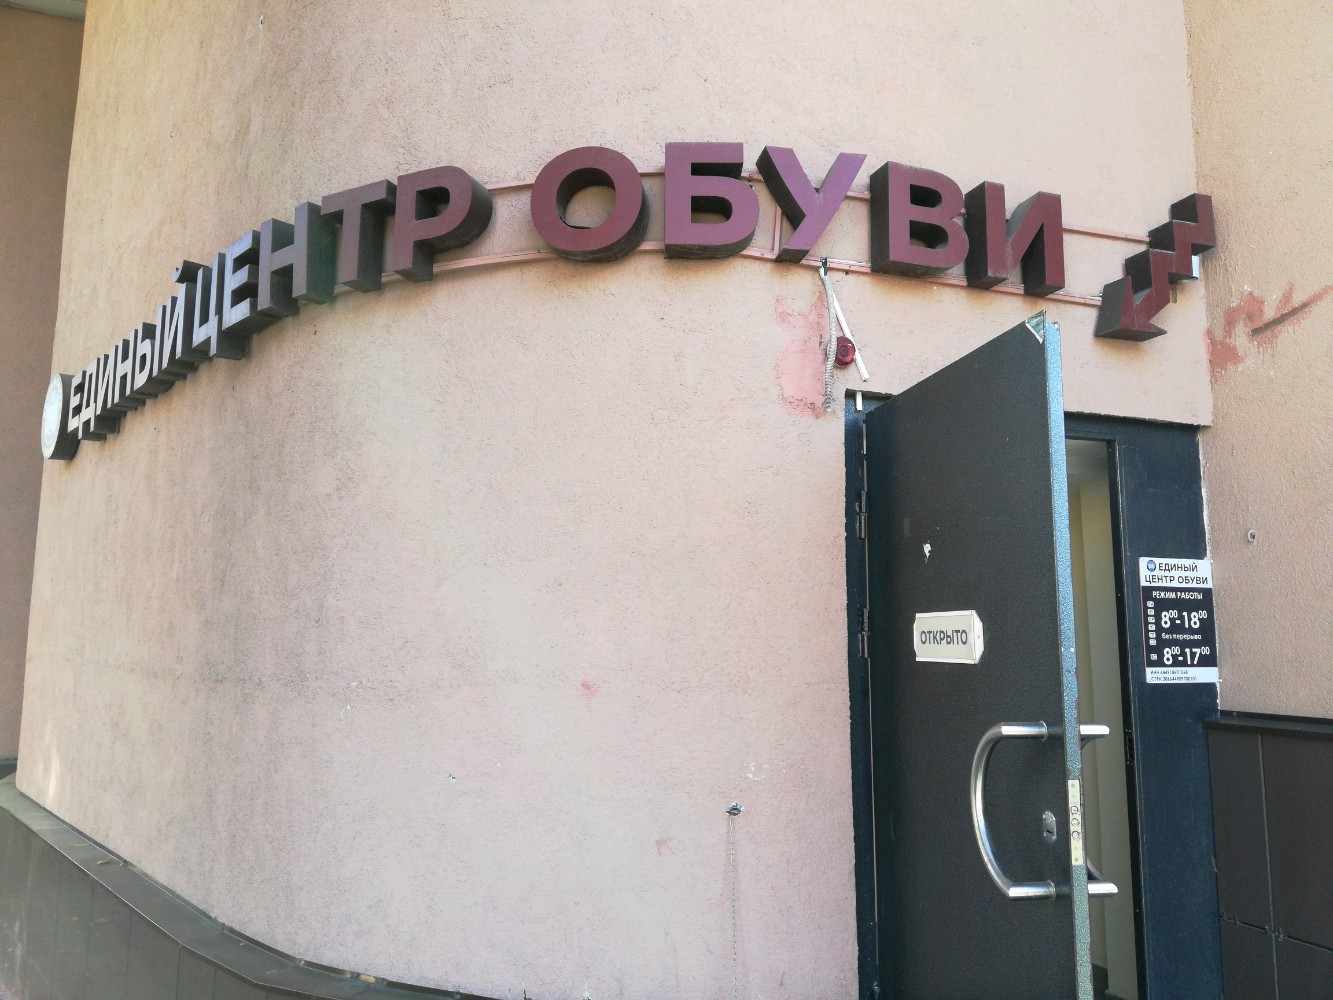 ЕДИНЫЙ ЦЕНТР ОБУВИ
ОТКРЫТО
ЕДИНЫЙ
ЦЕНТР ОБУВИ
РЕЖИМ РАБОТЫ
8⁰⁰-18⁰⁰
без перерыва
8⁰⁰-17⁰⁰